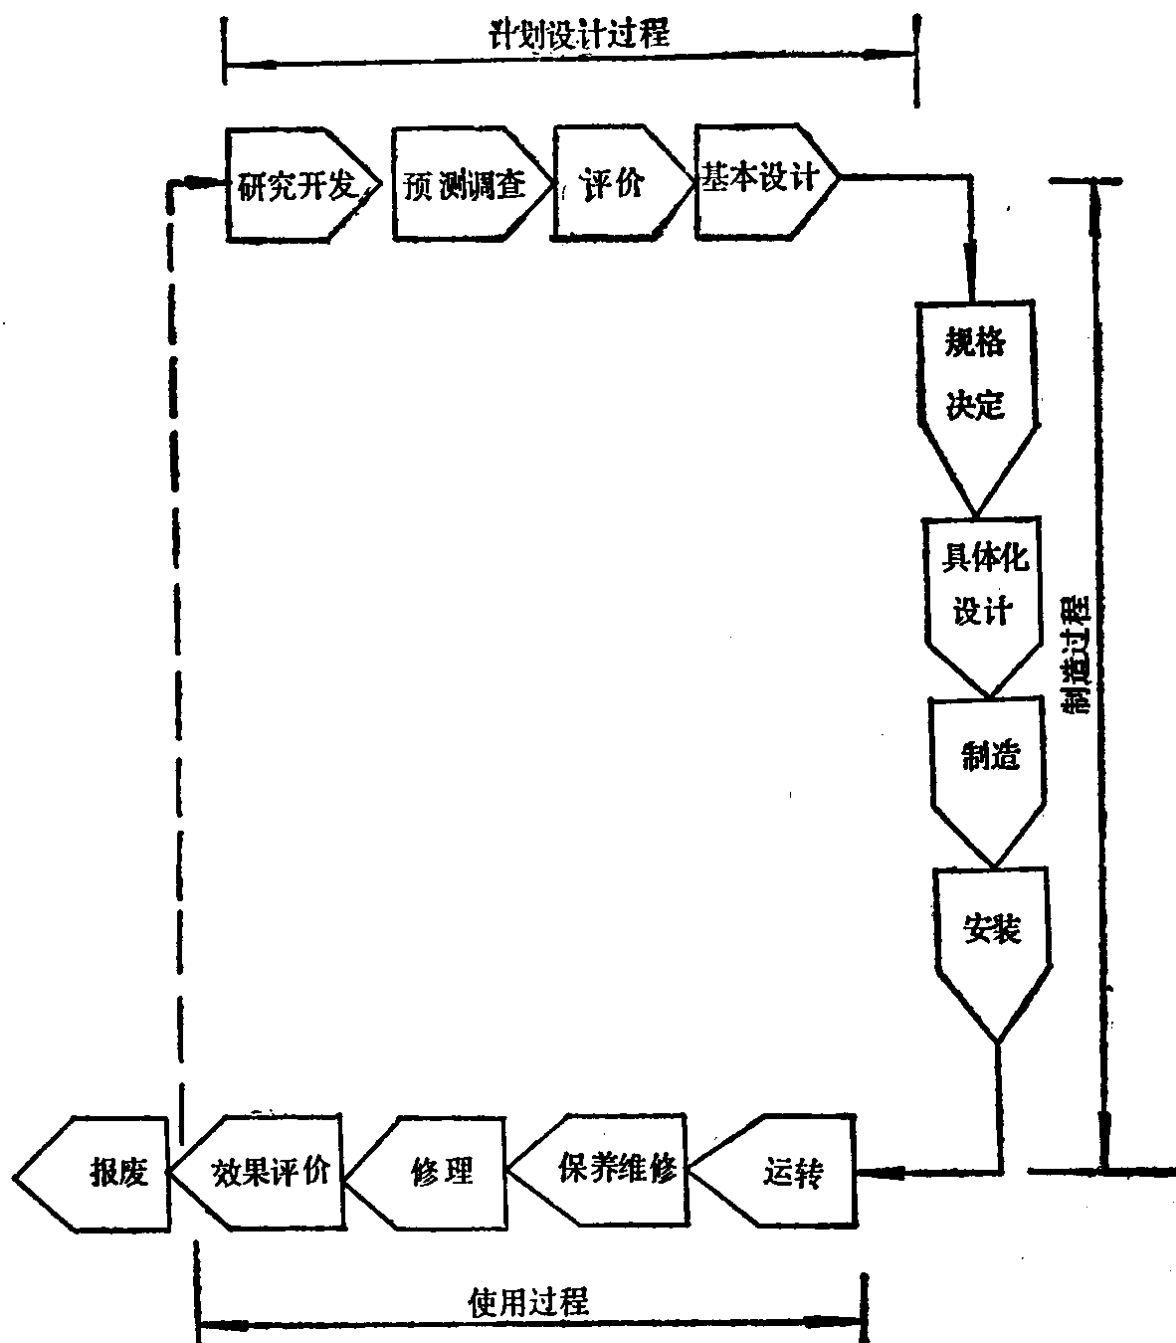 计划设计过程
研究开发
预测调查
评价
基本设计
规格
决定
具体化
设计
制造
安装
制造过程
运转
保养维修
修理
效果评价
报废
使用过程